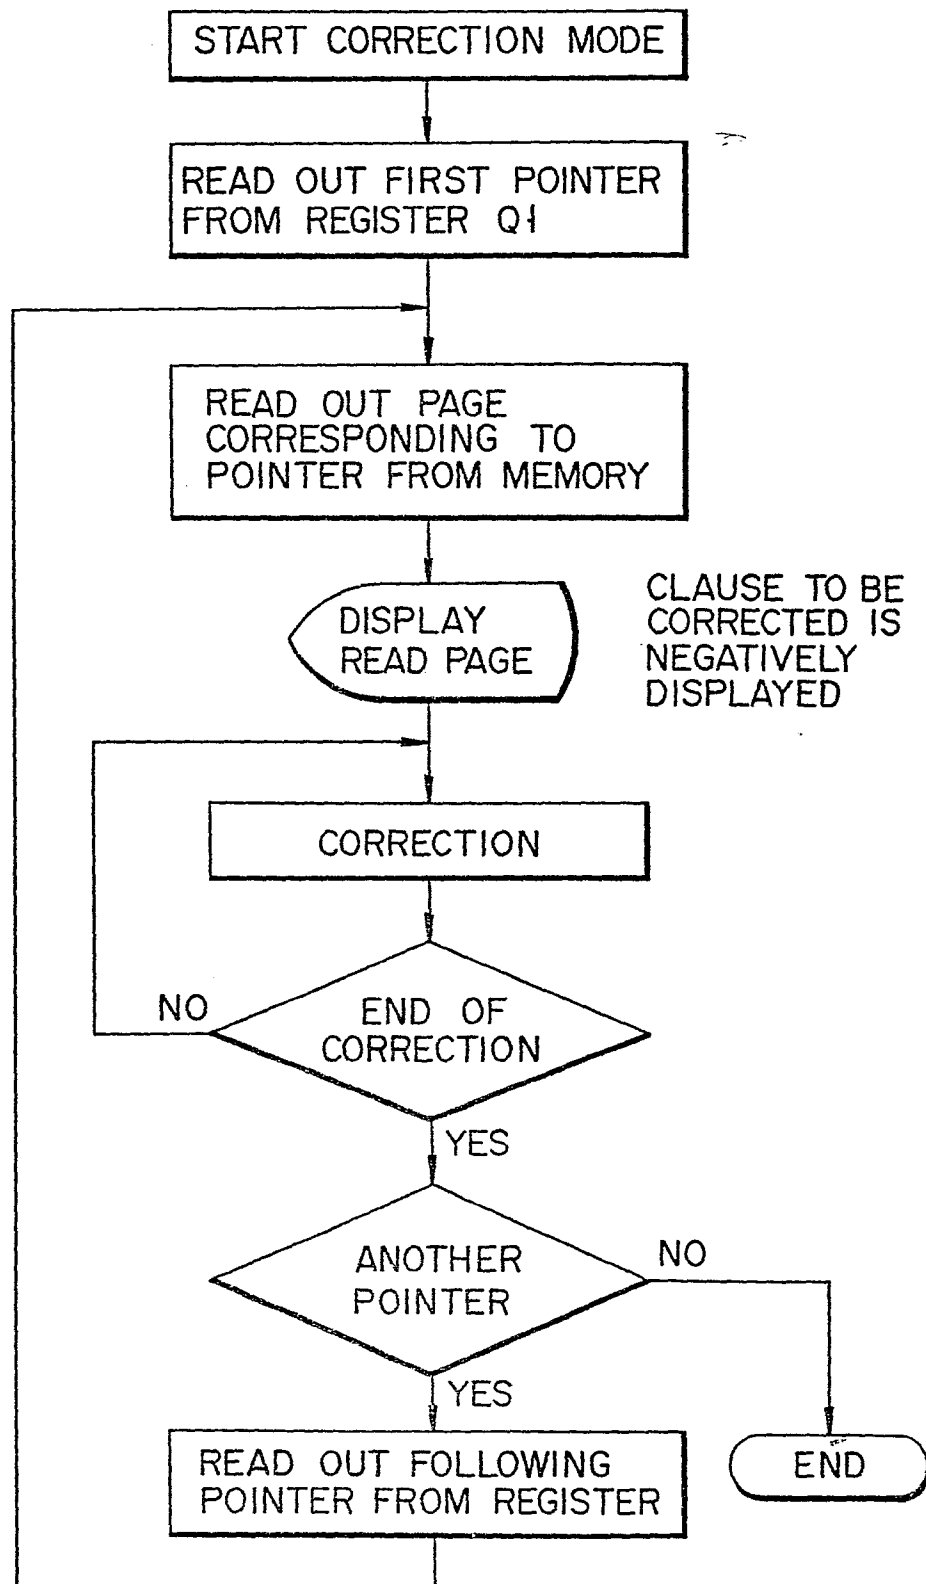 START CORRECTION MODE
READ OUT FIRST POINTER
FROM REGISTER Q1
READ OUT PAGE
CORRESPONDING TO
POINTER FROM MEMORY
DISPLAY
READ PAGE
CLAUSE TO BE
CORRECTED IS
NEGATIVELY
DISPLAYED
CORRECTION
NO
END OF
CORRECTION
YES
ANOTHER
POINTER
NO
YES
READ OUT FOLLOWING
POINTER FROM REGISTER
END